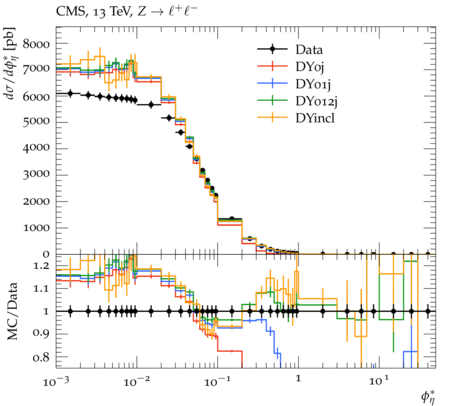 CMS, 13 TeV, Z → ℓ⁺ℓ⁻
dσ/dφ*η [pb]
8000
7000
6000
5000
4000
3000
2000
1000
0
Data
DY0j
DY01j
DY012j
DYincl
MC/Data
1.2
1.1
1
0.9
0.8
10⁻³ 10⁻² 10⁻¹ 1 10¹
φ*η